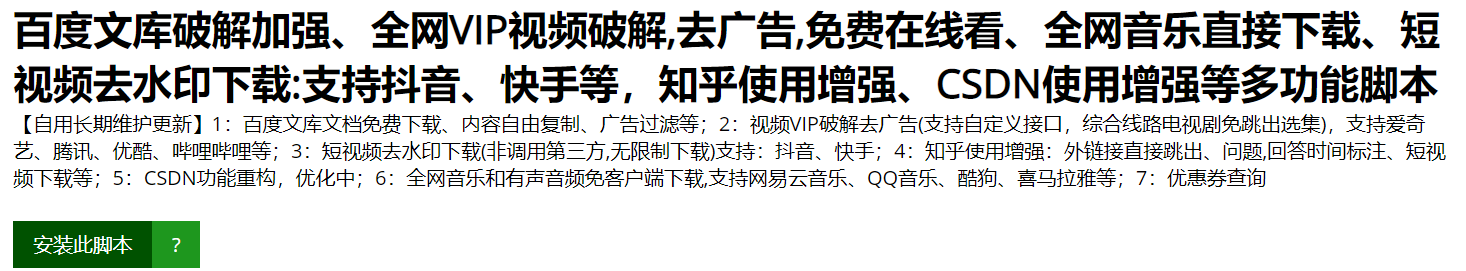 百度文库破解加强、全网VIP视频破解,去广告,免费在线看、全网音乐直接下载、短
视频去水印下载:支持抖音、快手等，知乎使用增强、CSDN使用增强等多功能脚本
【自用长期维护更新】1：百度文库文档免费下载、内容自由复制、广告过滤等；2：视频VIP破解去广告(支持自定义接口，综合线路电视剧免跳出选集)，支持爱奇
艺、腾讯、优酷、哔哩哔哩等；3：短视频去水印下载(非调用第三方,无限制下载)支持：抖音、快手；4：知乎使用增强：外链接直接跳出、问题,回答时间标注、短视
频下载等；5：CSDN功能重构，优化中；6：全网音乐和有声音频免客户端下载,支持网易云音乐、QQ音乐、酷狗、喜马拉雅等；7：优惠券查询
安装此脚本 ?